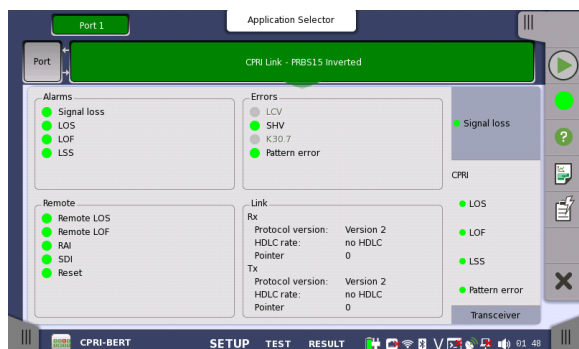 Port 1
Application Selector
Port
CPRI Link - PRBS15 Inverted
Alarms
Signal loss
LOS
LOF
LSS
Errors
LCV
SHV
K30.7
Pattern error
Signal loss
CPRI
LOS
LOF
LSS
Pattern error
Transceiver
Remote
Remote LOS
Remote LOF
RAI
SDI
Reset
Link
Rx
Protocol version: Version 2
HDLC rate: no HDLC
Pointer 0
Tx
Protocol version: Version 2
HDLC rate: no HDLC
Pointer 0
CPRI-BERT SETUP TEST RESULT 01 48